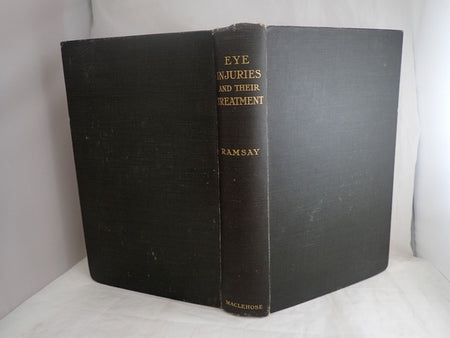 EYE
INJURIES
AND THEIR
TREATMENT
RAMSAY
MACLEHOSE